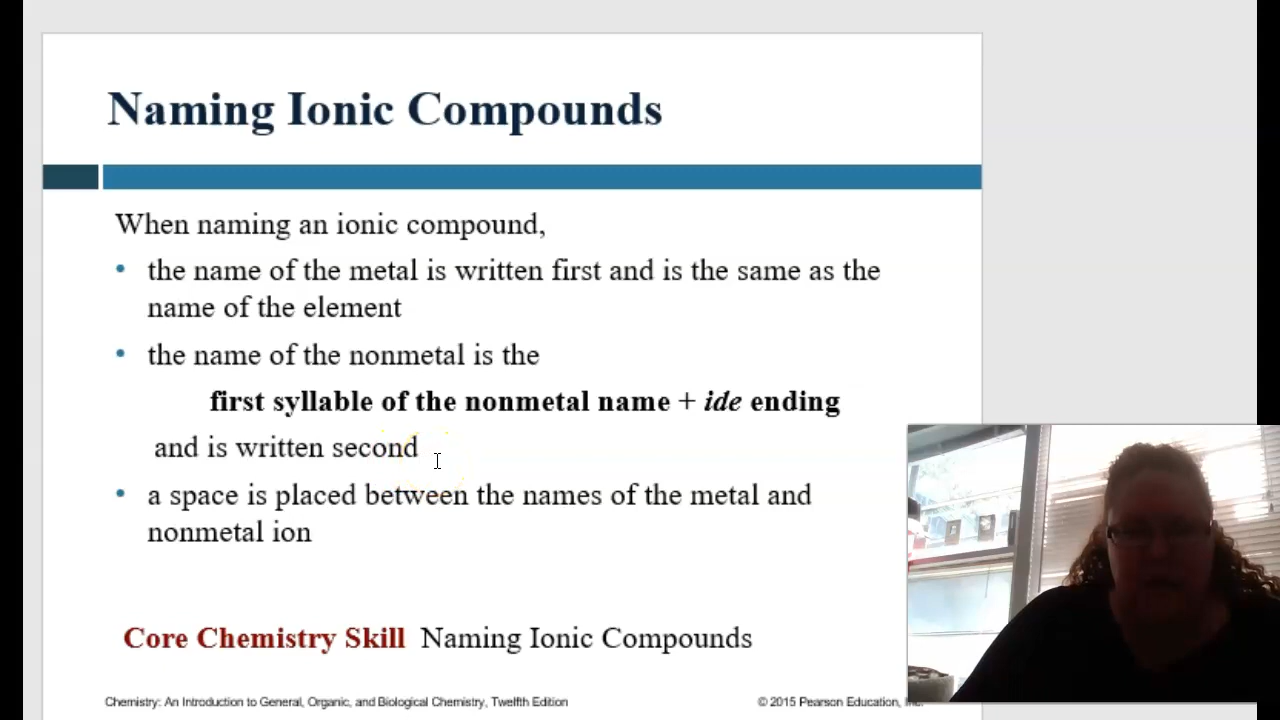 Naming Ionic Compounds
When naming an ionic compound,
• the name of the metal is written first and is the same as the
name of the element
• the name of the nonmetal is the
first syllable of the nonmetal name + ide ending
and is written second
• a space is placed between the names of the metal and
nonmetal ion
Core Chemistry Skill Naming Ionic Compounds
Chemistry: An Introduction to General, Organic, and Biological Chemistry, Twelfth Edition
© 2015 Pearson Education,